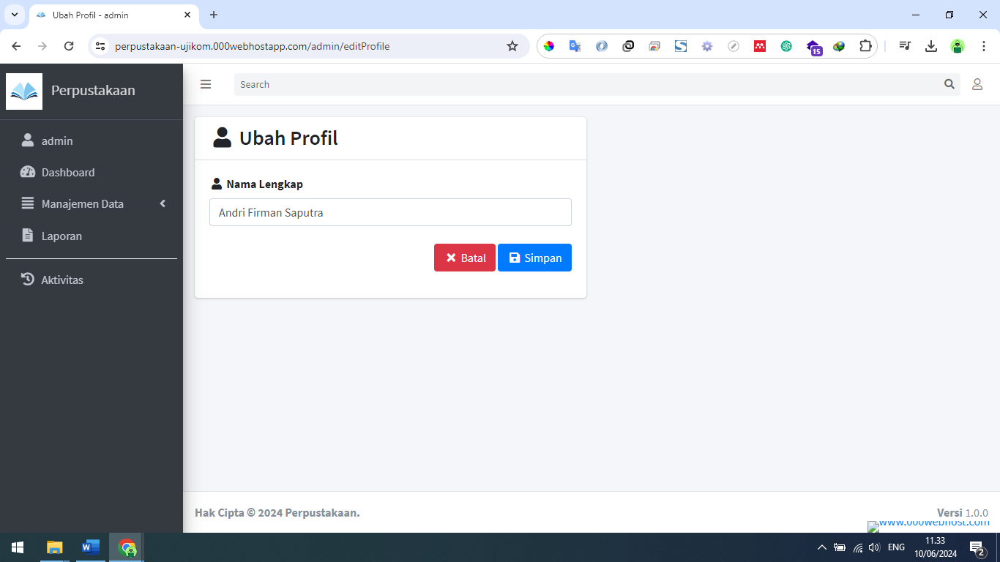 Ubah Profil - admin
perpustakaan-ujikom.000webhostapp.com/admin/editProfile
15
Perpustakaan
Search
admin
Dashboard
Manajemen Data
Laporan
Aktivitas
Ubah Profil
Nama Lengkap
Andri Firman Saputra
Batal
Simpan
Hak Cipta © 2024 Perpustakaan.
Versi 1.0.0
www.000webhost.com
ENG
11.33
10/06/2024
2